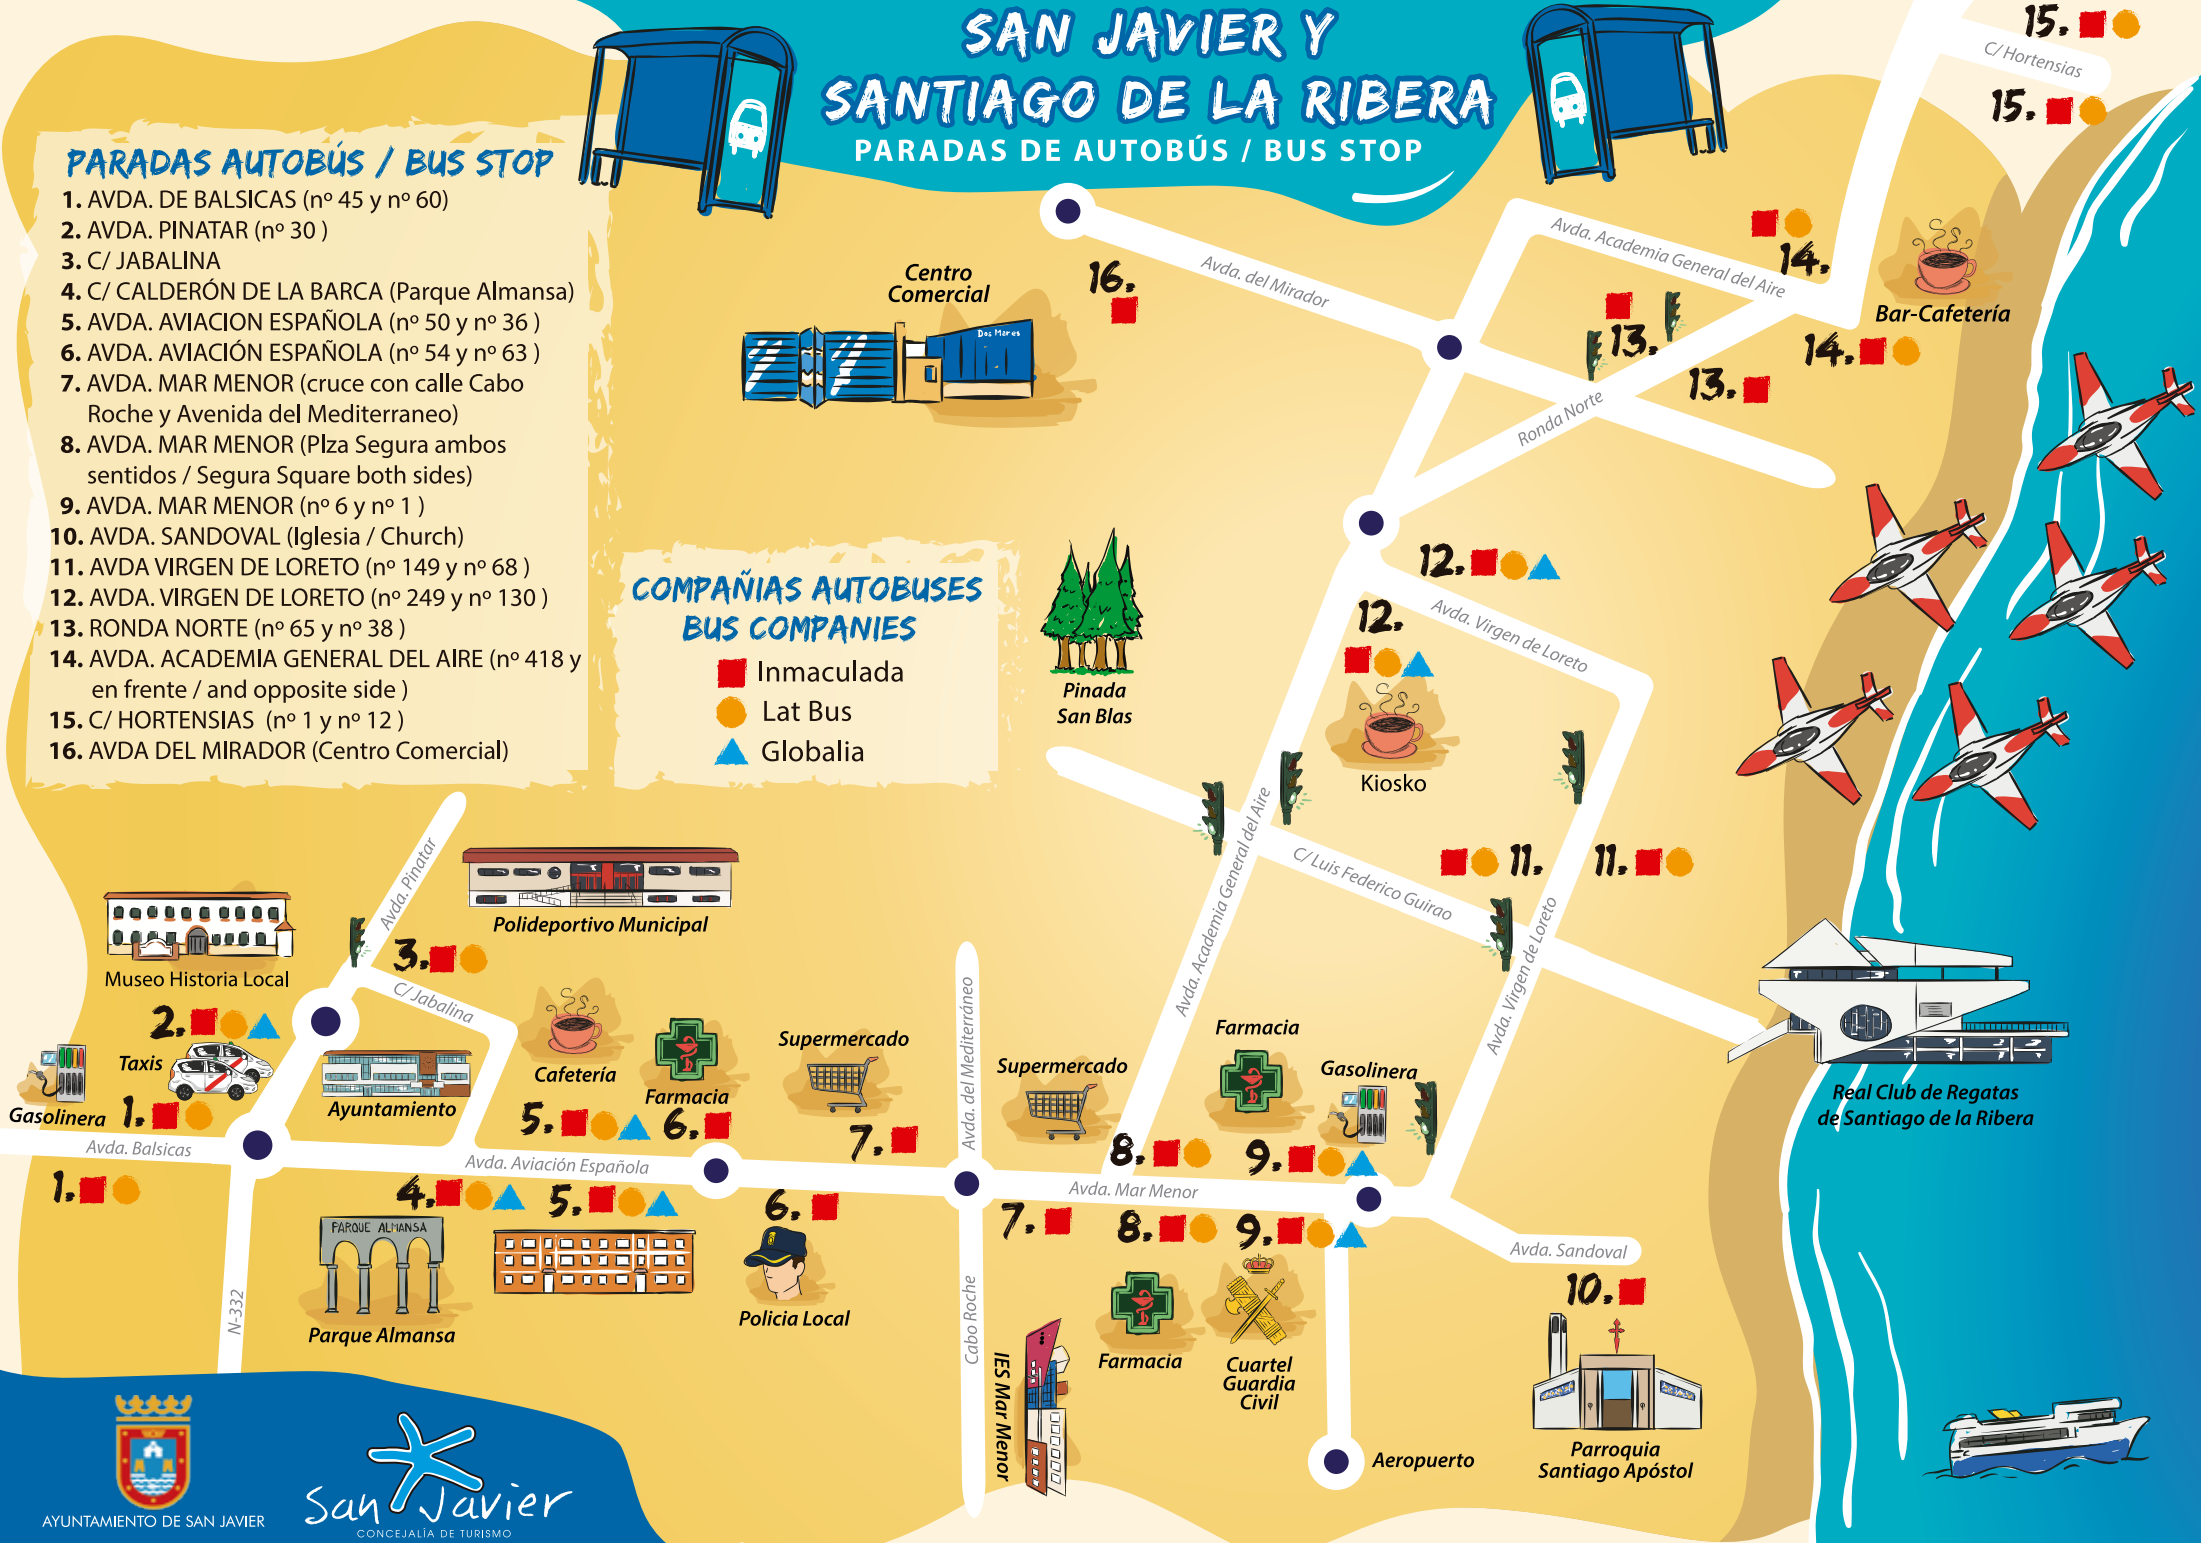 SAN JAVIER Y
SANTIAGO DE LA RIBERA
PARADAS DE AUTOBÚS / BUS STOP
PARADAS AUTOBÚS / BUS STOP
1. AVDA. DE BALSICAS (nº 45 y nº 60)
2. AVDA. PINATAR (nº 30 )
3. C/ JABALINA
4. C/ CALDERÓN DE LA BARCA (Parque Almansa)
5. AVDA. AVIACION ESPAÑOLA (nº 50 y nº 36 )
6. AVDA. AVIACIÓN ESPAÑOLA (nº 54 y nº 63 )
7. AVDA. MAR MENOR (cruce con calle Cabo
Roche y Avenida del Mediterraneo)
8. AVDA. MAR MENOR (Plza Segura ambos
sentidos / Segura Square both sides)
9. AVDA. MAR MENOR (nº 6 y nº 1 )
10. AVDA. SANDOVAL (Iglesia / Church)
11. AVDA VIRGEN DE LORETO (nº 149 y nº 68 )
12. AVDA. VIRGEN DE LORETO (nº 249 y nº 130 )
13. RONDA NORTE (nº 65 y nº 38 )
14. AVDA. ACADEMIA GENERAL DEL AIRE (nº 418 y
en frente / and opposite side )
15. C/ HORTENSIAS (nº 1 y nº 12 )
16. AVDA DEL MIRADOR (Centro Comercial)
COMPAÑIAS AUTOBUSES
BUS COMPANIES
Inmaculada
Lat Bus
Globalia
15.
C/ Hortensias
15.
Avda. Academia General del Aire
14.
Bar-Cafetería
14.
13.
13.
Ronda Norte
Avda. del Mirador
16.
Centro
Comercial
Dos Mares
12.
12.
Avda. Virgen de Loreto
Kiosko
Pinada
San Blas
Avda. Academia General del Aire
C/ Luis Federico Guirao
11.
11.
Avda. Virgen de Loreto
Real Club de Regatas
de Santiago de la Ribera
Avda. Pinatar
Polideportivo Municipal
Museo Historia Local
3.
C/ Jabalina
2.
Taxis
Gasolinera
1.
Avda. Balsicas
1.
Ayuntamiento
Cafetería
Farmacia
5.
6.
Avda. Aviación Española
4.
5.
PARQUE ALMANSA
Parque Almansa
N-332
Supermercado
7.
6.
Policia Local
Avda. del Mediterráneo
Cabo Roche
Supermercado
8.
Farmacia
Gasolinera
9.
Avda. Mar Menor
7.
8.
9.
IES Mar Menor
Farmacia
Cuartel
Guardia
Civil
Aeropuerto
Avda. Sandoval
10.
Parroquia
Santiago Apóstol
AYUNTAMIENTO DE SAN JAVIER
San Javier
CONCEJALÍA DE TURISMO